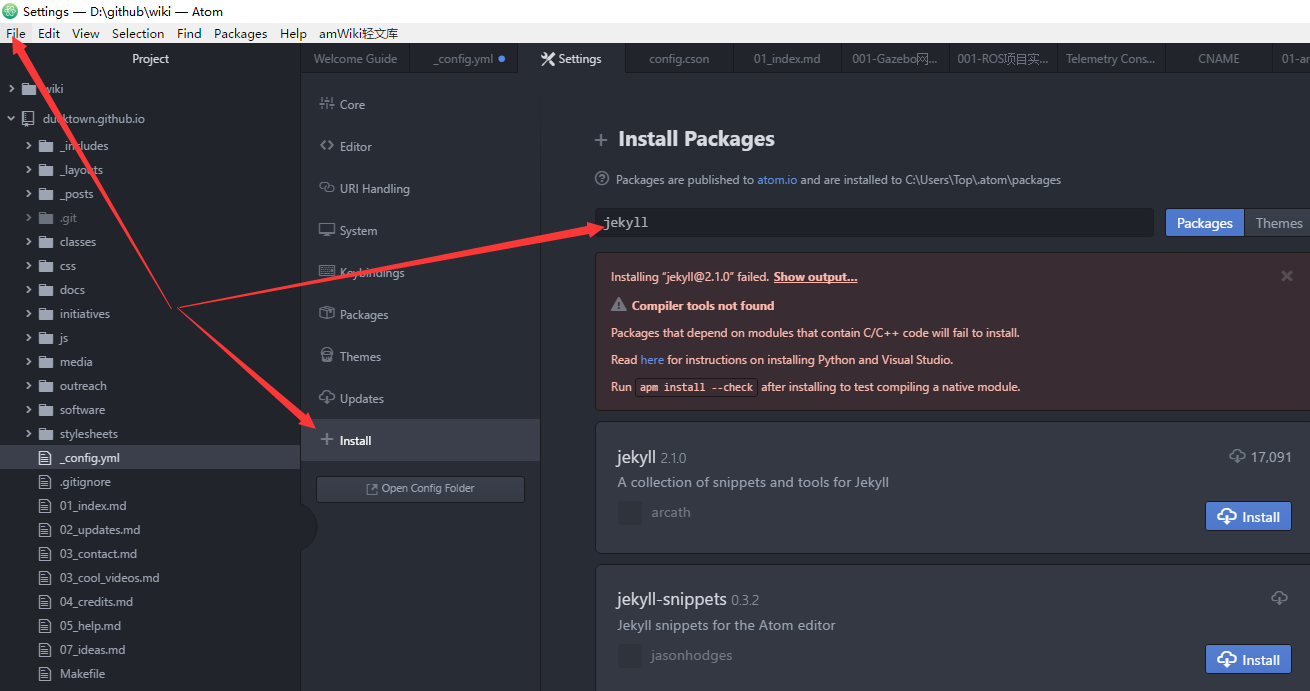 Settings — D:\github\wiki — Atom
File Edit View Selection Find Packages Help amWiki轻文库
Project
Welcome Guide _config.yml Settings config.cson 01_index.md 001-Gazebo网... 001-ROS项目实... Telemetry Cons... CNAME 01-ar
wiki
ducktown.github.io
_includes
_layouts
_posts
.git
classes
css
docs
initiatives
js
media
outreach
software
stylesheets
_config.yml
.gitignore
01_index.md
02_updates.md
03_contact.md
03_cool_videos.md
04_credits.md
05_help.md
07_ideas.md
Makefile
Core
Editor
URI Handling
System
Keybindings
Packages
Themes
Updates
Install
Open Config Folder
Install Packages
Packages are published to atom.io and are installed to C:\Users\Top\.atom\packages
jekyll
Packages Themes
Installing “jekyll@2.1.0” failed. Show output...
Compiler tools not found
Packages that depend on modules that contain C/C++ code will fail to install.
Read here for instructions on installing Python and Visual Studio.
Run apm install --check after installing to test compiling a native module.
jekyll 2.1.0 17,091
A collection of snippets and tools for Jekyll
arcath
Install
jekyll-snippets 0.3.2
Jekyll snippets for the Atom editor
jasonhodges
Install